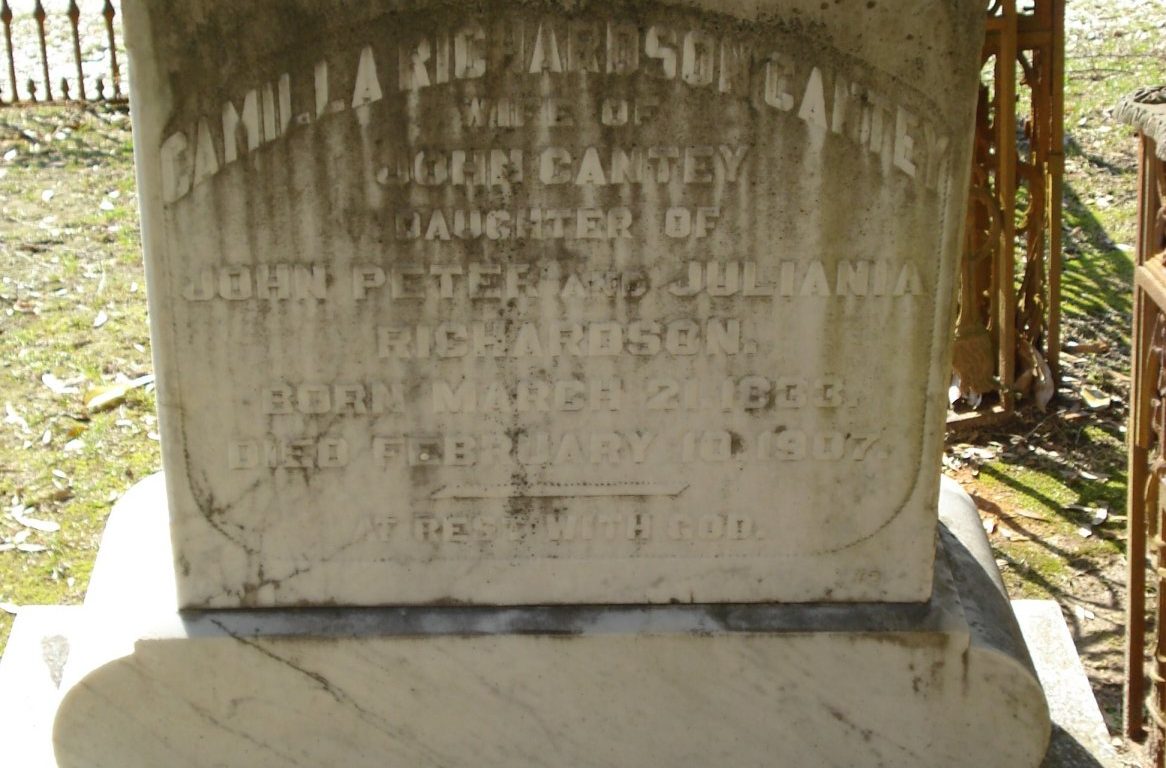 CAMILLA RICHARDSON CANTEY
WIFE OF
JOHN CANTEY
DAUGHTER OF
JOHN PETER AND JULIANIA
RICHARDSON.
BORN MARCH 21, 1833.
DIED FEBRUARY 10, 1907.
AT REST WITH GOD.